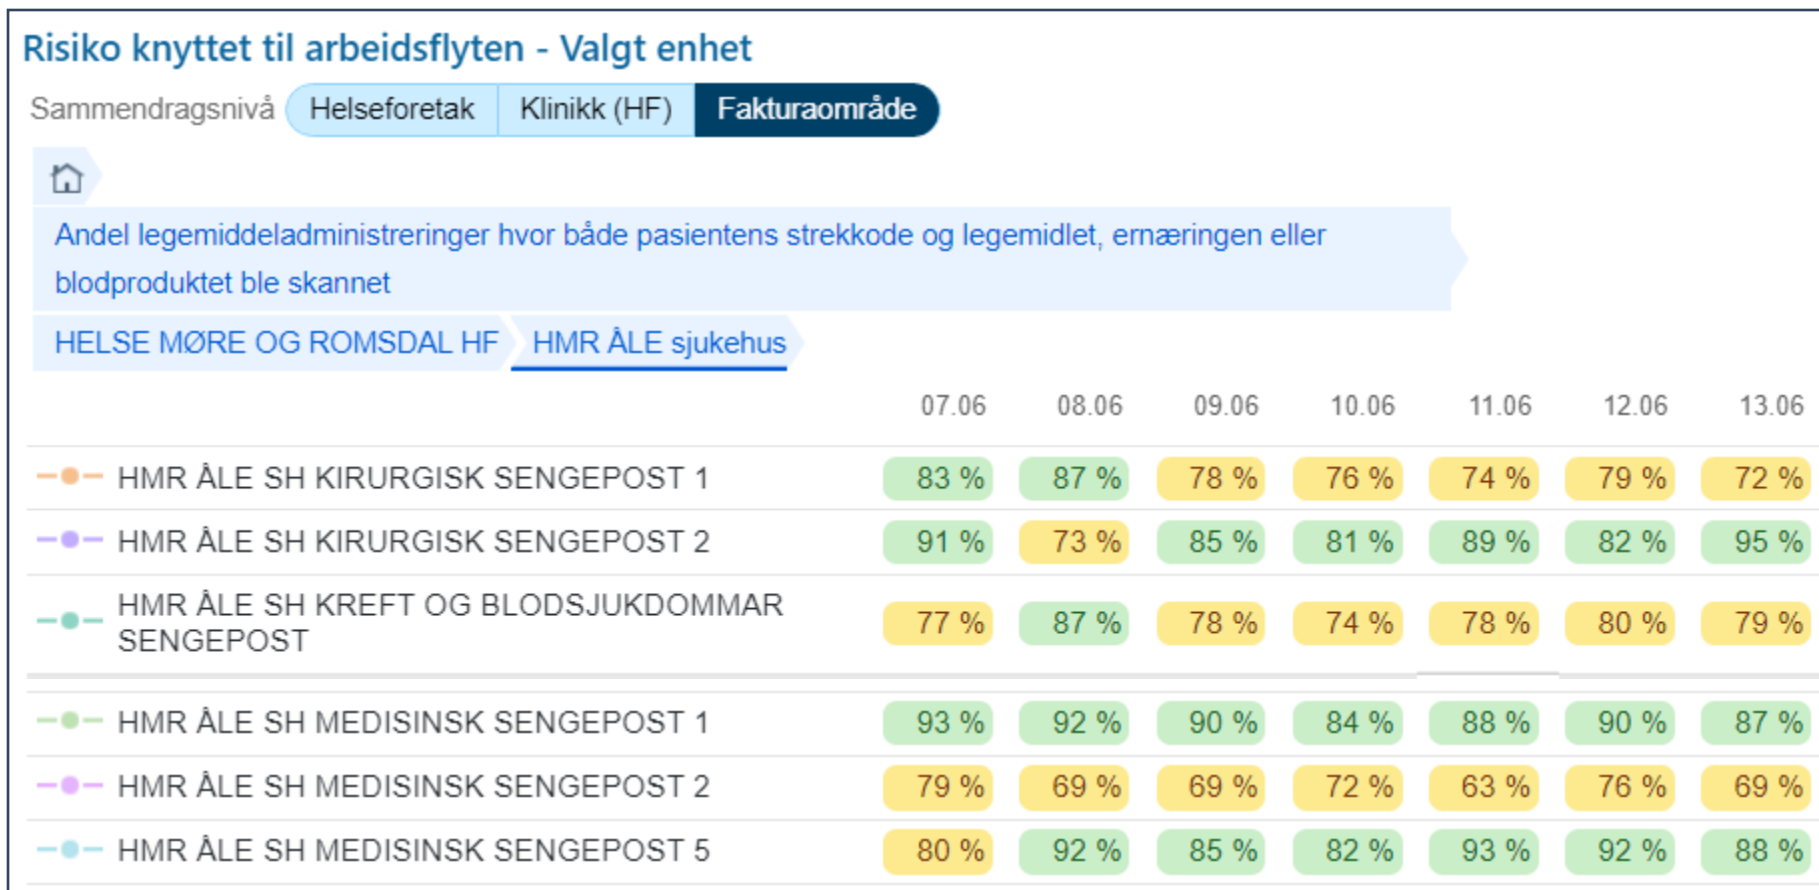 Risiko knyttet til arbeidsflyten - Valgt enhet
Sammendragsnivå Helseforetak Klinikk (HF) Fakturaområde
Andel legemiddeladministreringer hvor både pasientens strekkode og legemidlet, ernæringen eller
blodproduktet ble skannet
HELSE MØRE OG ROMSDAL HF HMR ÅLE sjukehus
07.06 08.06 09.06 10.06 11.06 12.06 13.06
HMR ÅLE SH KIRURGISK SENGEPOST 1 83 % 87 % 78 % 76 % 74 % 79 % 72 %
HMR ÅLE SH KIRURGISK SENGEPOST 2 91 % 73 % 85 % 81 % 89 % 82 % 95 %
HMR ÅLE SH KREFT OG BLODSJUKDOMMAR
SENGEPOST 77 % 87 % 78 % 74 % 78 % 80 % 79 %
HMR ÅLE SH MEDISINSK SENGEPOST 1 93 % 92 % 90 % 84 % 88 % 90 % 87 %
HMR ÅLE SH MEDISINSK SENGEPOST 2 79 % 69 % 69 % 72 % 63 % 76 % 69 %
HMR ÅLE SH MEDISINSK SENGEPOST 5 80 % 92 % 85 % 82 % 93 % 92 % 88 %